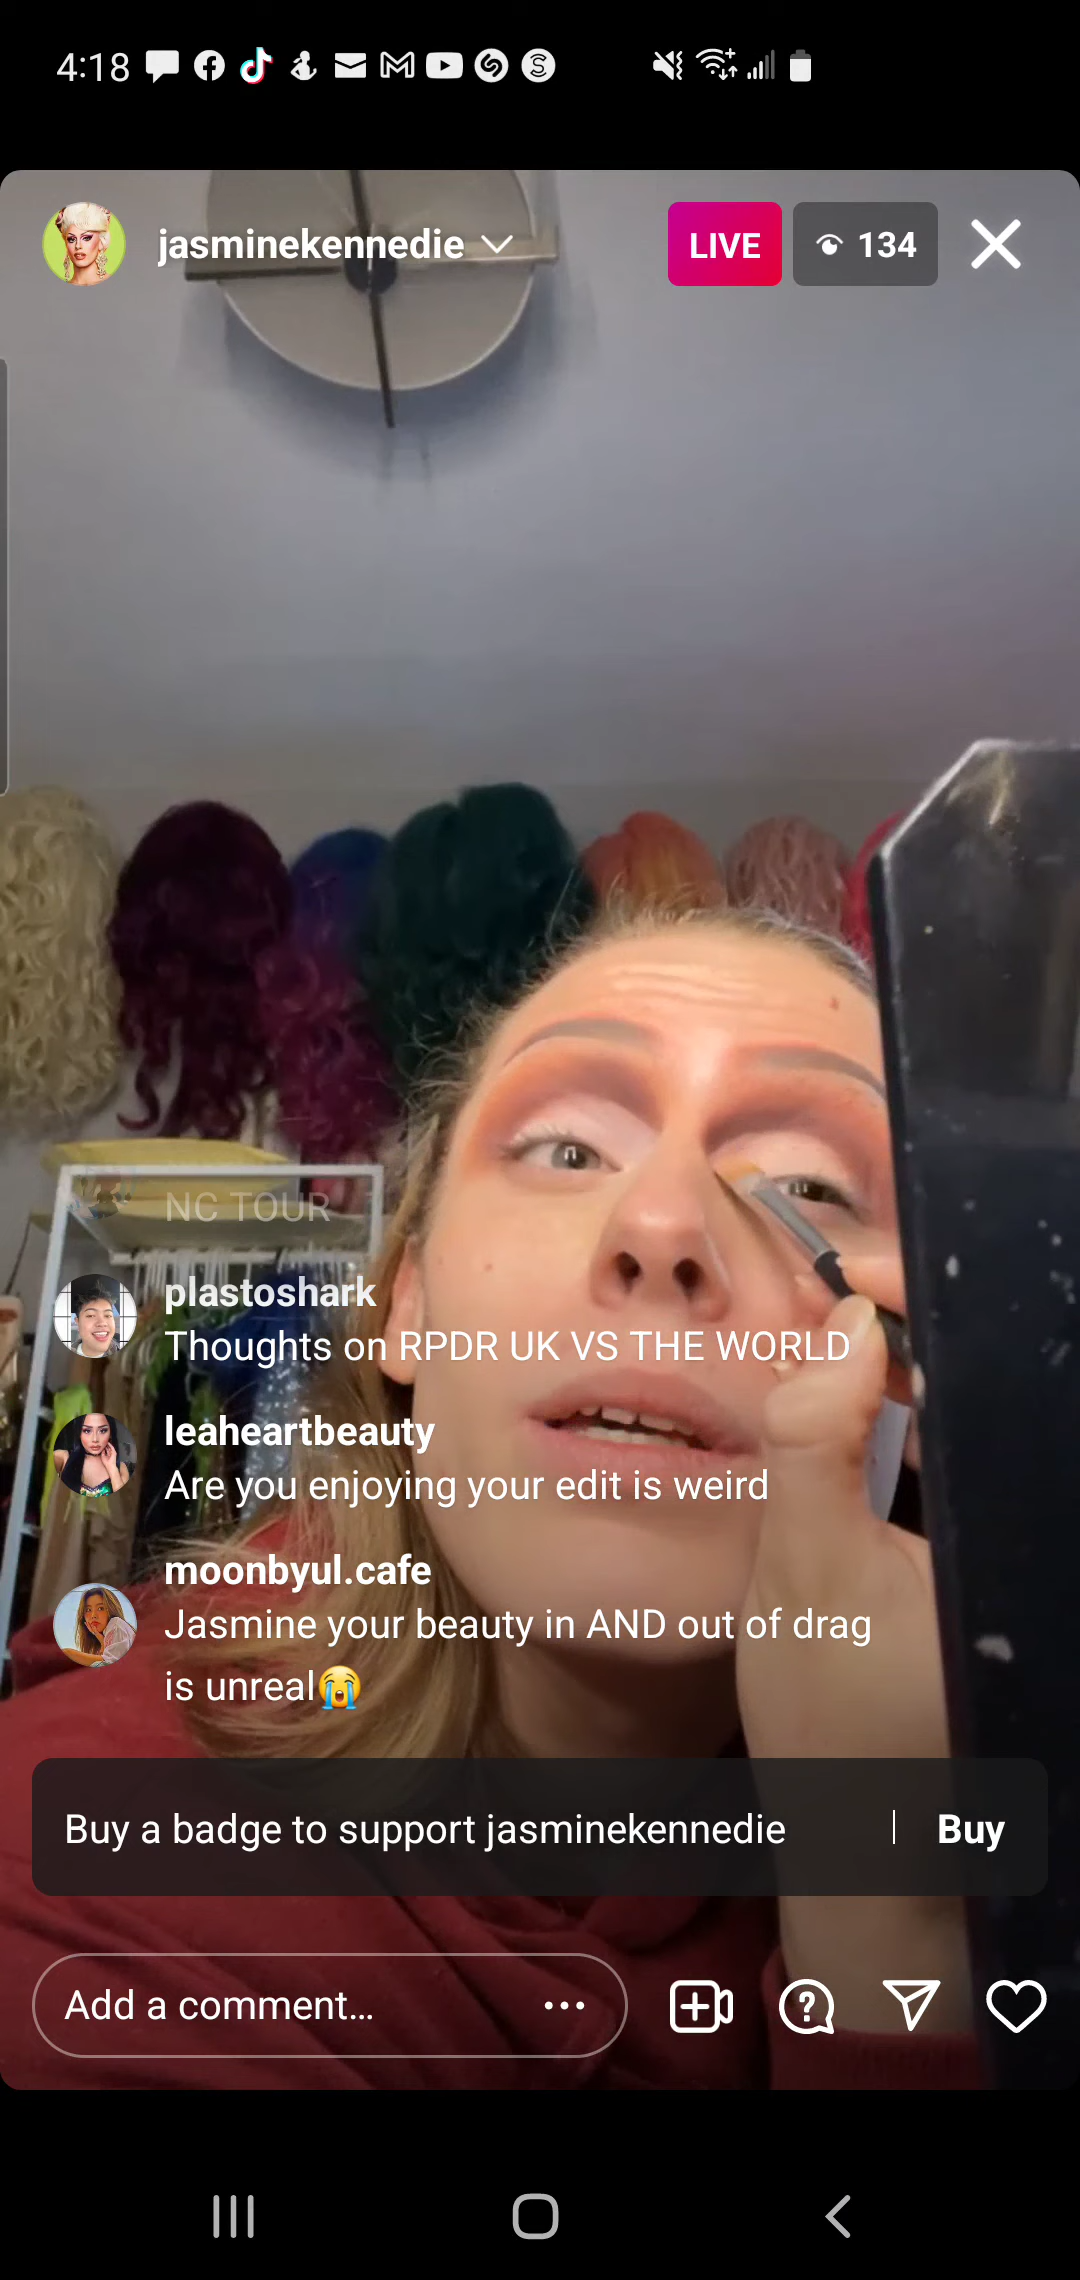 4:18
jasminekennedie
LIVE
134
NC TOUR
plastoshark
Thoughts on RPDR UK VS THE WORLD
leaheartbeauty
Are you enjoying your edit is weird
moonbyul.cafe
Jasmine your beauty in AND out of drag
is unreal😭
Buy a badge to support jasminekennedie | Buy
Add a comment...